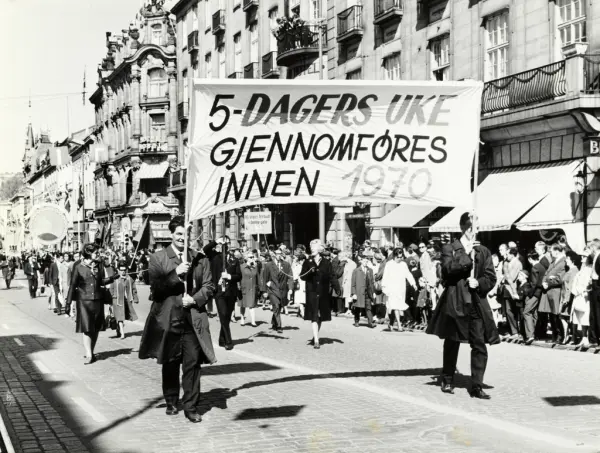 5-DAGERS UKE
GJENNOMFØRES
INNEN 1970